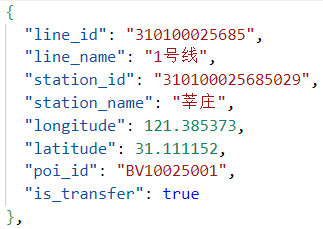 {
"line_id": "310100025685",
"line_name": "1号线",
"station_id": "310100025685029",
"station_name": "莘庄",
"longitude": 121.385373,
"latitude": 31.111152,
"poi_id": "BV10025001",
"is_transfer": true
},